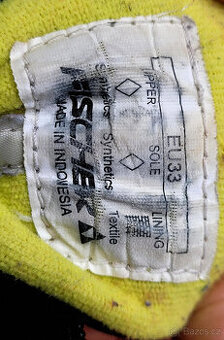 EU33
UPPER SOLE LINING
Synthetics Synthetics Textile
FISCHER
MADE IN INDONESIA